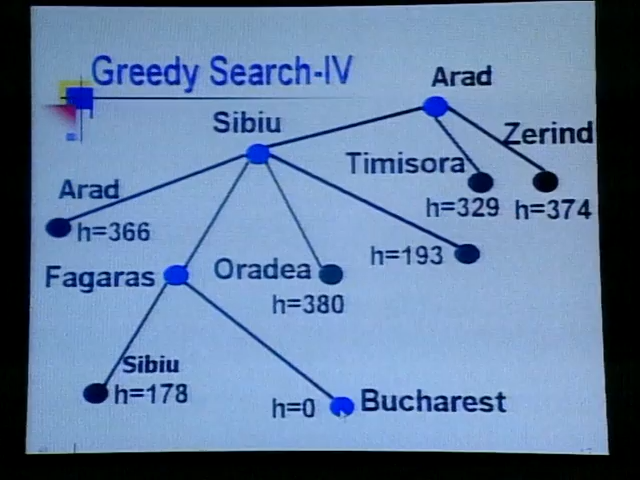 Greedy Search-IV
Arad
Sibiu
Zerind
Timisora
Arad
h=329 h=374
h=366
h=193
Fagaras
Oradea
h=380
Sibiu
h=178
h=0
Bucharest